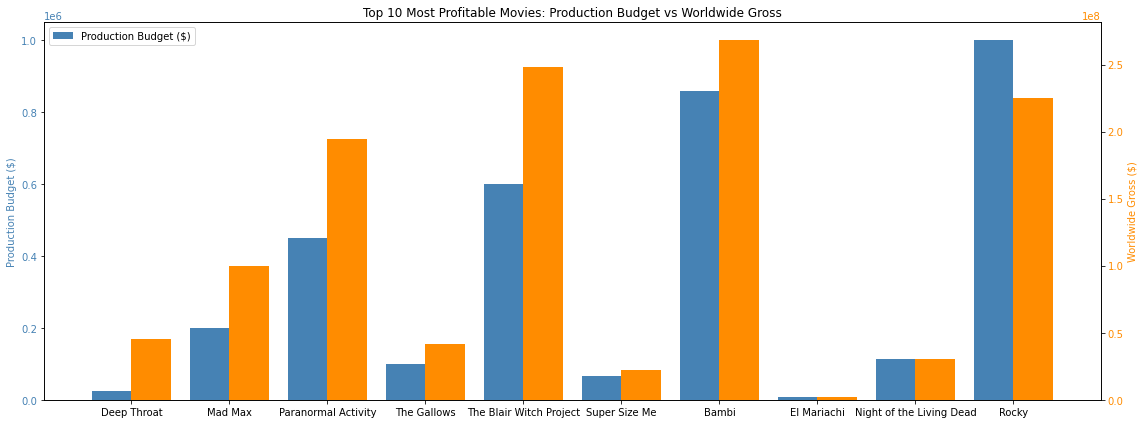 Top 10 Most Profitable Movies: Production Budget vs Worldwide Gross
1e6
1e8
Production Budget ($)
1.0
0.8
0.6
0.4
0.2
0.0
Production Budget ($)
2.5
2.0
1.5
1.0
0.5
0.0
Worldwide Gross ($)
Deep Throat
Mad Max
Paranormal Activity
The Gallows
The Blair Witch Project
Super Size Me
Bambi
El Mariachi
Night of the Living Dead
Rocky